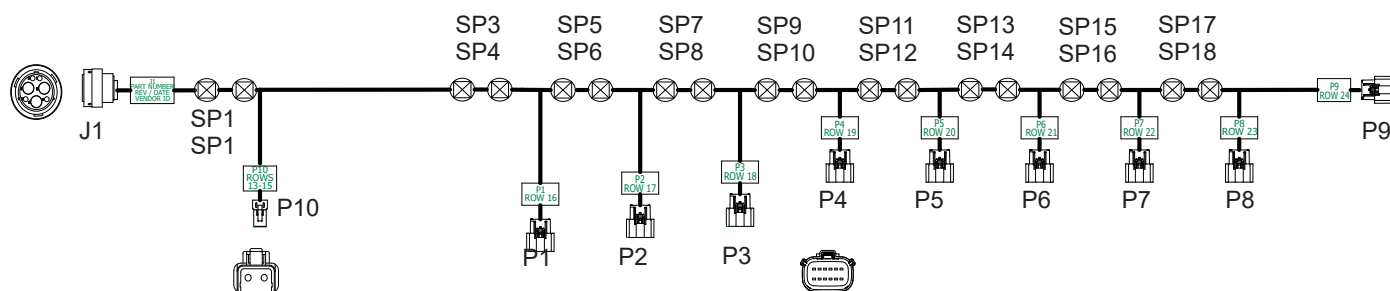 SP3
SP4
SP5
SP6
SP7
SP8
SP9
SP10
SP11
SP12
SP13
SP14
SP15
SP16
SP17
SP18
J1
PART NUMBER
REV / DATE
VENDOR ID
J1
SP1
SP1
P10
ROWS
13-15
P10
P1
ROW 16
P1
P2
ROW 17
P2
P3
ROW 18
P3
P4
ROW 19
P4
P5
ROW 20
P5
P6
ROW 21
P6
P7
ROW 22
P7
P8
ROW 23
P8
P9
ROW 24
P9